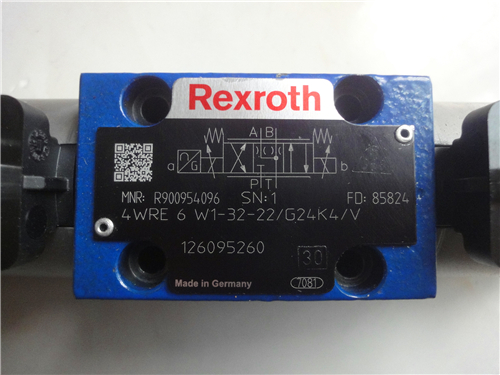 Rexroth
A B
a G b
P T
MNR: R900954096 SN:1 FD: 85824
4WRE 6 W1-32-22/G24K4/V
126095260 30
Made in Germany 7081